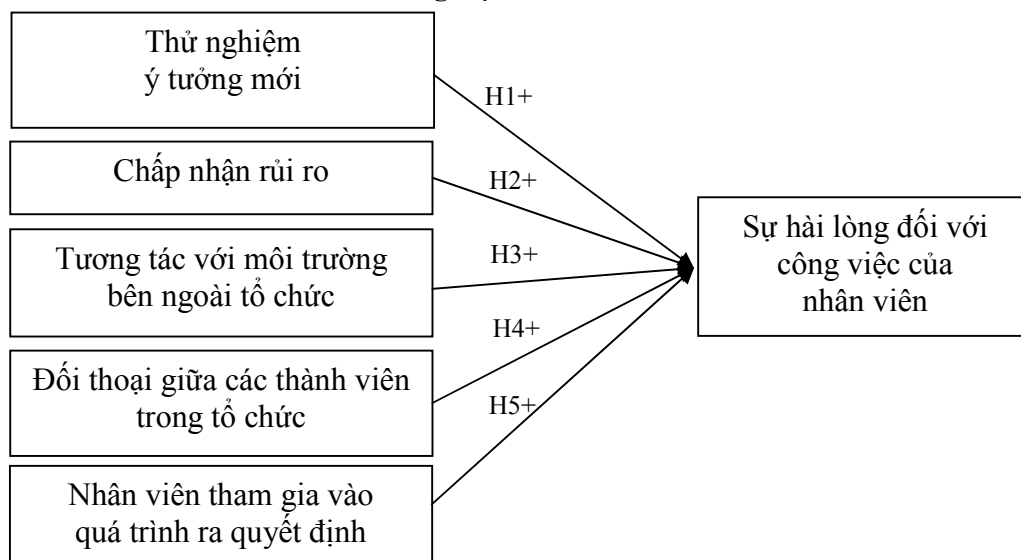 Thử nghiệm
ý tưởng mới
H1+
Chấp nhận rủi ro
H2+
Tương tác với môi trường
bên ngoài tổ chức
H3+
Sự hài lòng đối với
công việc của
nhân viên
Đối thoại giữa các thành viên
trong tổ chức
H4+
H5+
Nhân viên tham gia vào
quá trình ra quyết định